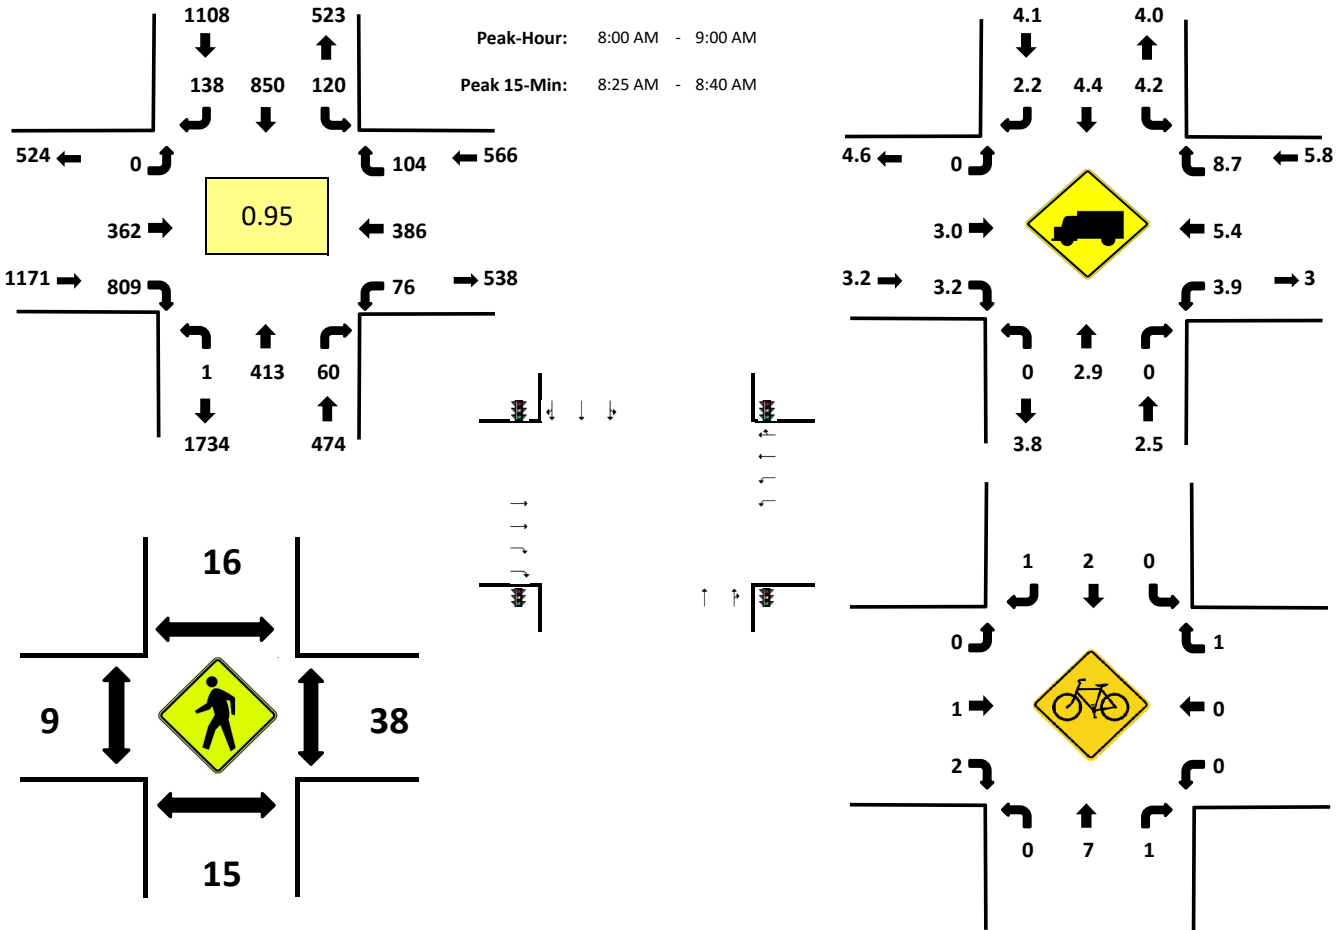 1108 523
Peak-Hour: 8:00 AM - 9:00 AM
138 850 120
Peak 15-Min: 8:25 AM - 8:40 AM
524 0 104 566
0.95
362 386
1171 809 76 538
1 413 60
1734 474
4.1 4.0
2.2 4.4 4.2
4.6 0 8.7 5.8
3.0 5.4
3.2 3.2 3.9 3
0 2.9 0
3.8 2.5
16
9 38
15
1 2 0
0 1
1 0
2 0
0 7 1